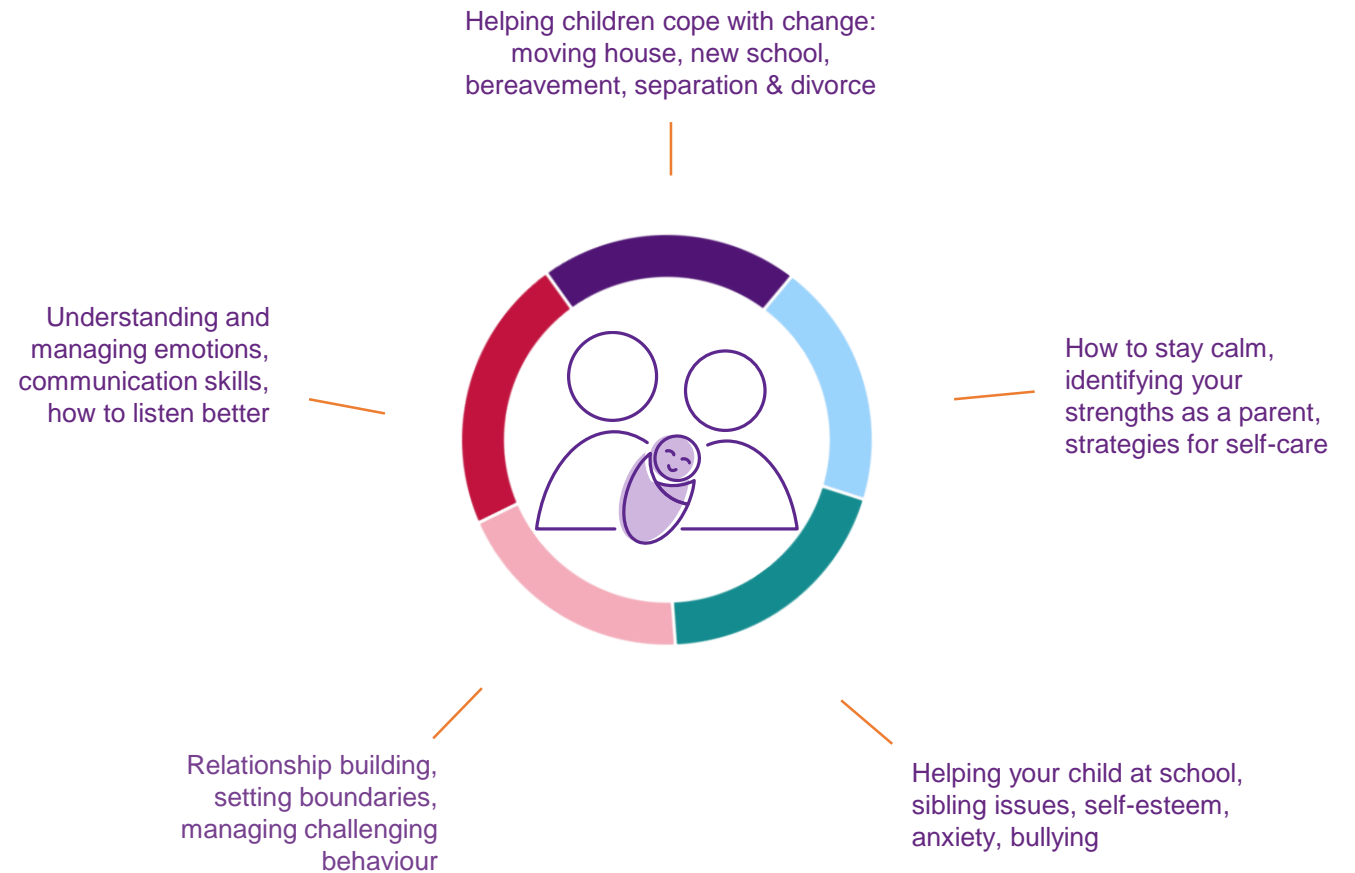 Helping children cope with change:
moving house, new school,
bereavement, separation & divorce
Understanding and
managing emotions,
communication skills,
how to listen better
How to stay calm,
identifying your
strengths as a parent,
strategies for self-care
Relationship building,
setting boundaries,
managing challenging
behaviour
Helping your child at school,
sibling issues, self-esteem,
anxiety, bullying